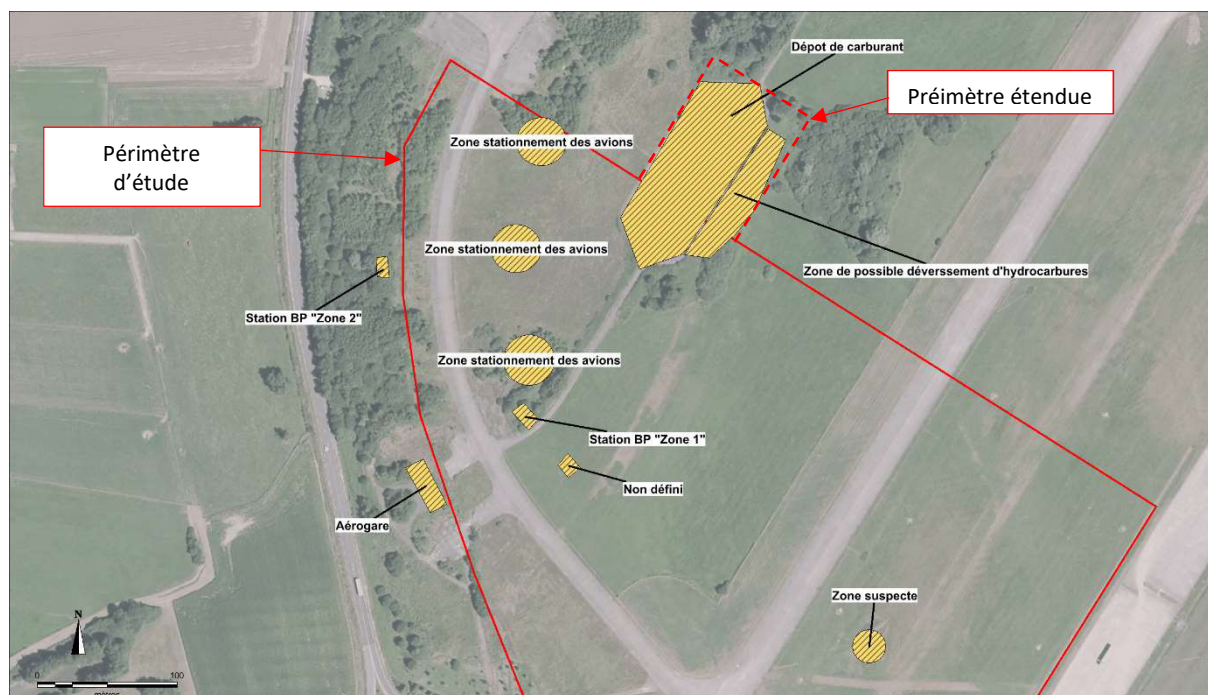 Dépot de carburant
Préimètre étendue
Zone stationnement des avions
Périmètre
d'étude
Zone stationnement des avions
Zone de possible déverssement d'hydrocarbures
Station BP "Zone 2"
Zone stationnement des avions
Station BP "Zone 1"
Non défini
Aérogare
Zone suspecte
N
0 100
mètres